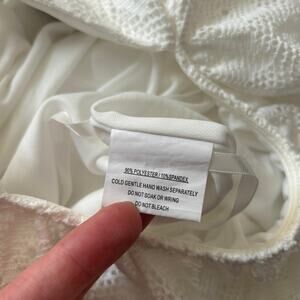 90% POLYESTER / 10%SPANDEX
COLD GENTLE HAND WASH SEPARATELY
DO NOT SOAK OR WRING
DO NOT BLEACH